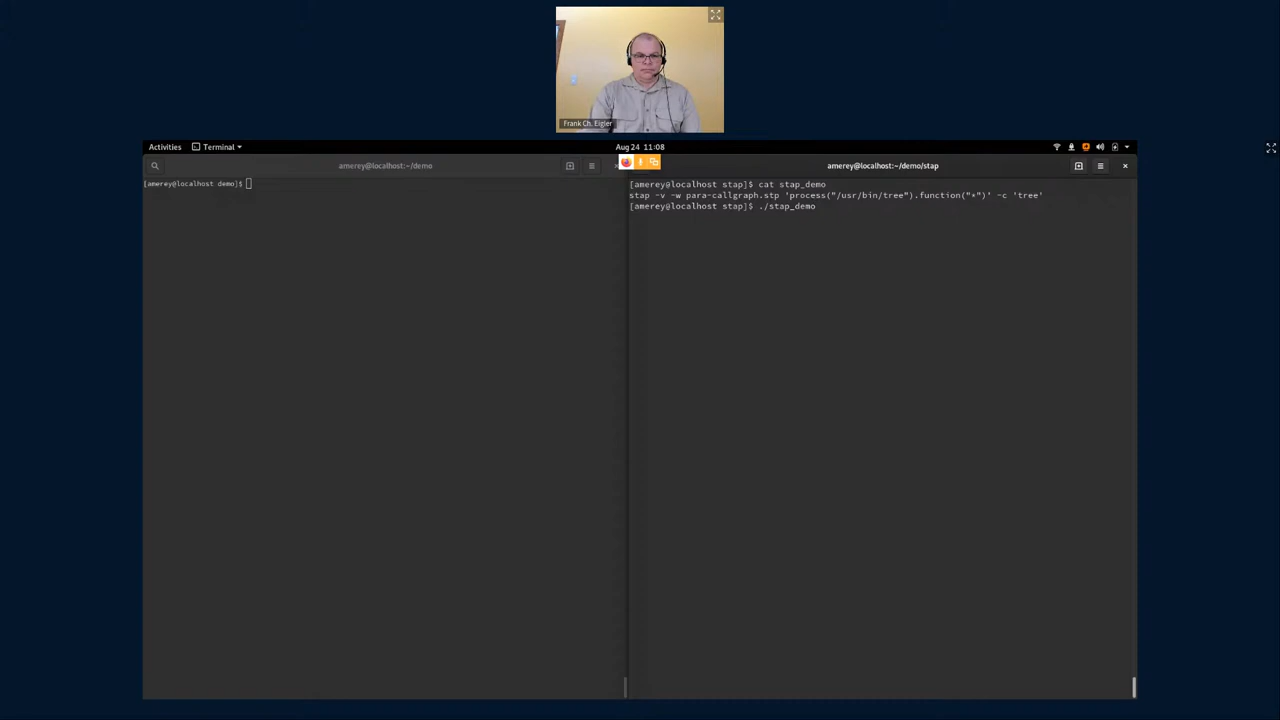 Frank Ch. Eigler
Activities
Terminal
Aug 24 11:08
amerey@localhost:~/demo
amerey@localhost:~/demo/stap
[amerey@localhost demo]$
[amerey@localhost stap]$ cat stap_demo
stap -v -w para-callgraph.stp 'process("/usr/bin/tree").function("*")' -c 'tree'
[amerey@localhost stap]$ ./stap_demo